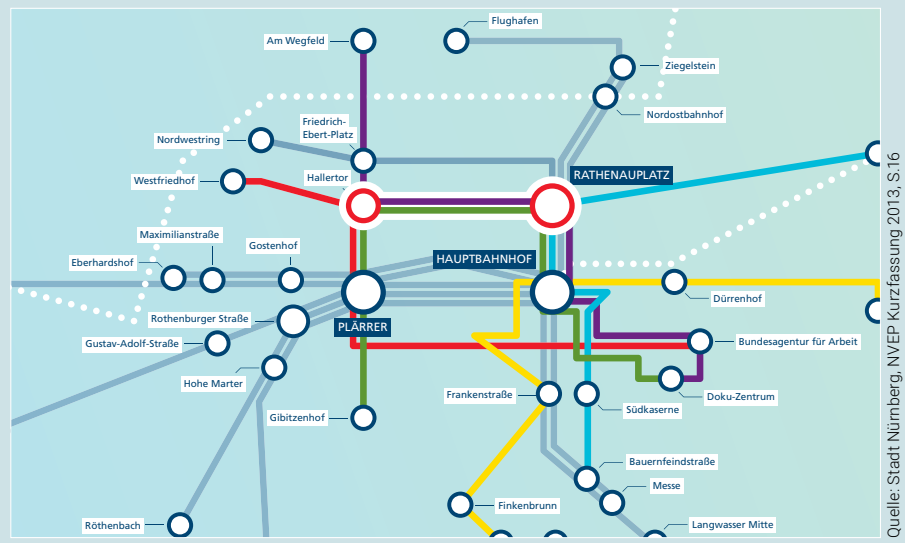 Flughafen
Am Wegfeld
Ziegelstein
Nordostbahnhof
Friedrich-
Ebert-Platz
Nordwestring
Hallertor
RATHENAUPLATZ
Westfriedhof
Maximilianstraße
Gostenhof
Eberhardshof
HAUPTBAHNHOF
Dürrenhof
Rothenburger Straße
PLÄRRER
Gustav-Adolf-Straße
Bundesagentur für Arbeit
Hohe Marter
Frankenstraße
Doku-Zentrum
Südkaserne
Gibitzenhof
Bauernfeindstraße
Messe
Finkenbrunn
Röthenbach
Langwasser Mitte
Quelle: Stadt Nürnberg, NVEP Kurzfassung 2013, S.16